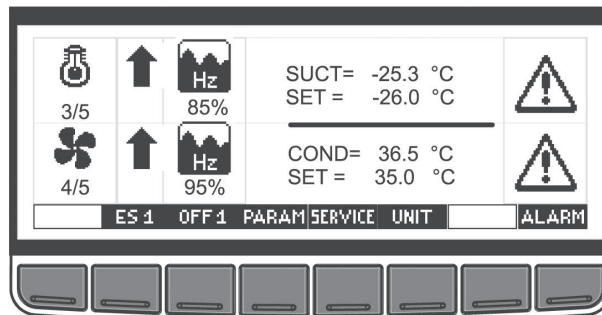 Hz
SUCT= -25.3 °C
3/5 85% SET = -26.0 °C
Hz
COND= 36.5 °C
4/5 95% SET = 35.0 °C
ES 1 OFF 1 PARAM SERVICE UNIT ALARM